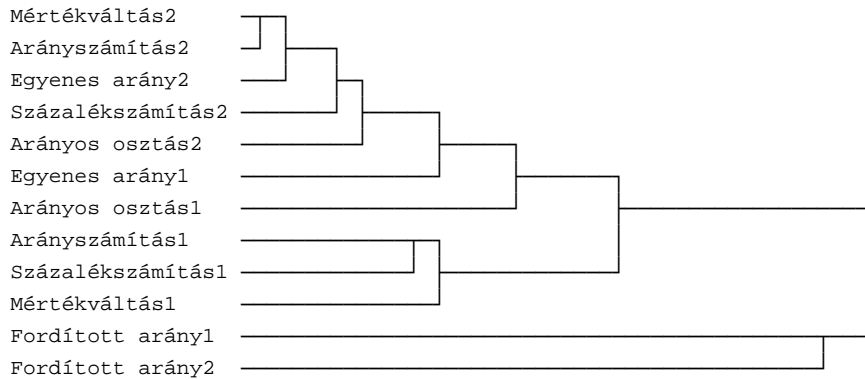 Mértékváltás2
Arányszámítás2
Egyenes arány2
Százalékszámítás2
Arányos osztás2
Egyenes arány1
Arányos osztás1
Arányszámítás1
Százalékszámítás1
Mértékváltás1
Fordított arány1
Fordított arány2